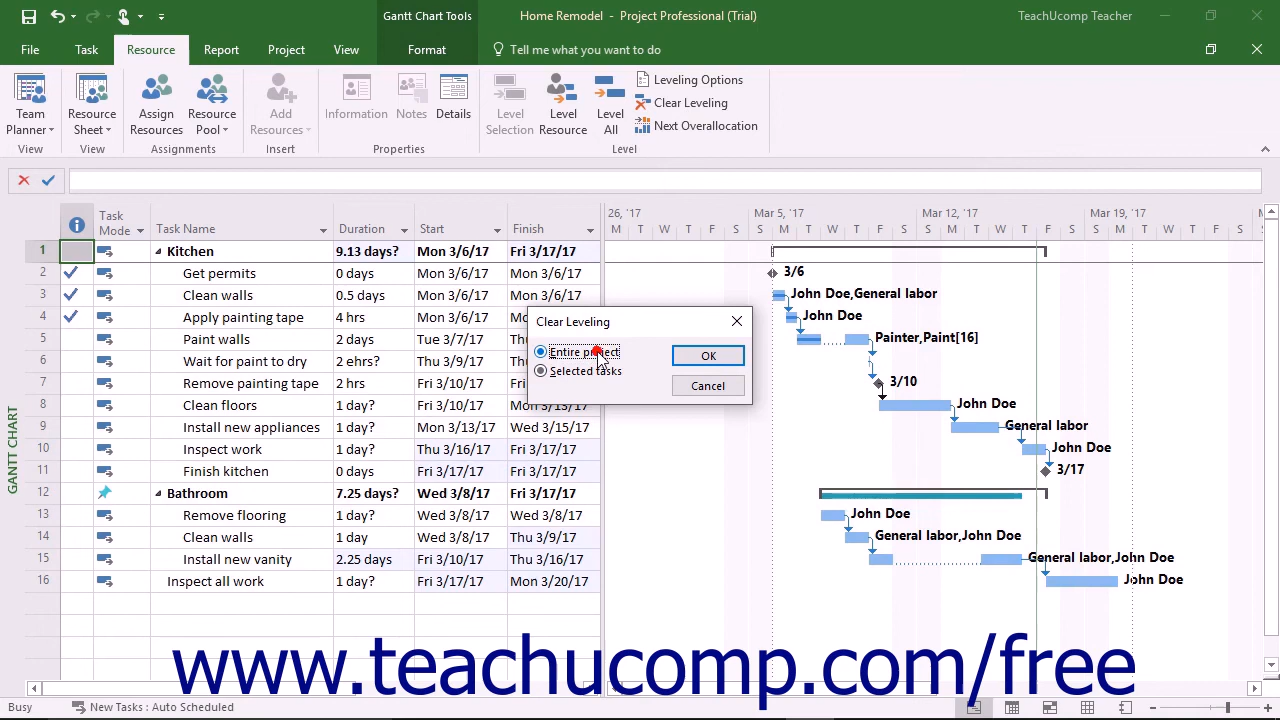 Gantt Chart Tools
Home Remodel - Project Professional (Trial)
TeachUcomp Teacher
File Task Resource Report Project View Format Tell me what you want to do
Team Planner
Resource Sheet
Assign Resources
Resource Pool
Add Resources
Information
Notes
Details
Level Selection
Level Resource
Level All
Leveling Options
Clear Leveling
Next Overallocation
View View Assignments Insert Properties Level
Task Mode Task Name Duration Start Finish
26, '17 Mar 5, '17 Mar 12, '17 Mar 19, '17
M T W T F S S M T W T F S S M T W T F S S M T W T F S
1 Kitchen 9.13 days? Mon 3/6/17 Fri 3/17/17
2 Get permits 0 days Mon 3/6/17 Mon 3/6/17 3/6
3 Clean walls 0.5 days Mon 3/6/17 Mon 3/6/17 John Doe,General labor
4 Apply painting tape 4 hrs Mon 3/6/17 Mon 3/6/17 John Doe
5 Paint walls 2 days Tue 3/7/17 Painter,Paint[16]
6 Wait for paint to dry 2 ehrs? Thu 3/9/17
7 Remove painting tape 2 hrs Fri 3/10/17 3/10
8 Clean floors 1 day? Fri 3/10/17 Mon 3/13/17 John Doe
9 Install new appliances 1 day? Mon 3/13/17 Wed 3/15/17 General labor
10 Inspect work 1 day? Thu 3/16/17 Fri 3/17/17 John Doe
11 Finish kitchen 0 days Fri 3/17/17 Fri 3/17/17 3/17
12 Bathroom 7.25 days? Wed 3/8/17 Fri 3/17/17
13 Remove flooring 1 day? Wed 3/8/17 Wed 3/8/17 John Doe
14 Clean walls 1 day? Wed 3/8/17 Thu 3/9/17 General labor,John Doe
15 Install new vanity 2.25 days Fri 3/10/17 Thu 3/16/17 General labor,John Doe
16 Inspect all work 1 day? Fri 3/17/17 Mon 3/20/17 John Doe
Clear Leveling
Entire project
OK
Selected tasks
Cancel
GANTT CHART
www.teachucomp.com/free
Busy New Tasks : Auto Scheduled